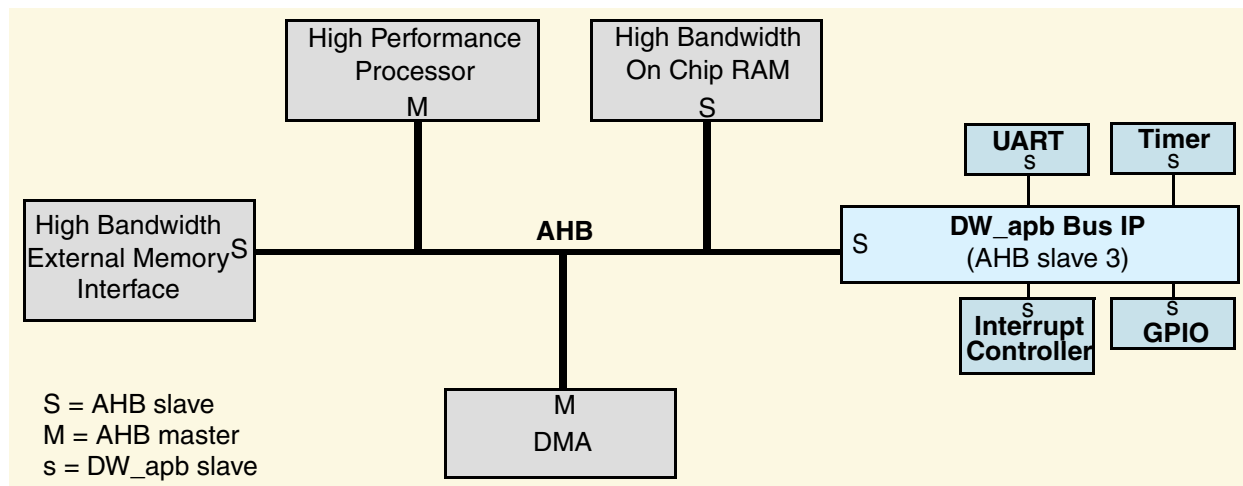 High Performance
Processor
M
High Bandwidth
On Chip RAM
S
UART
s
Timer
s
High Bandwidth
External Memory
Interface
S
AHB
S
DW_apb Bus IP
(AHB slave 3)
s
Interrupt
Controller
s
GPIO
M
DMA
S = AHB slave
M = AHB master
s = DW_apb slave